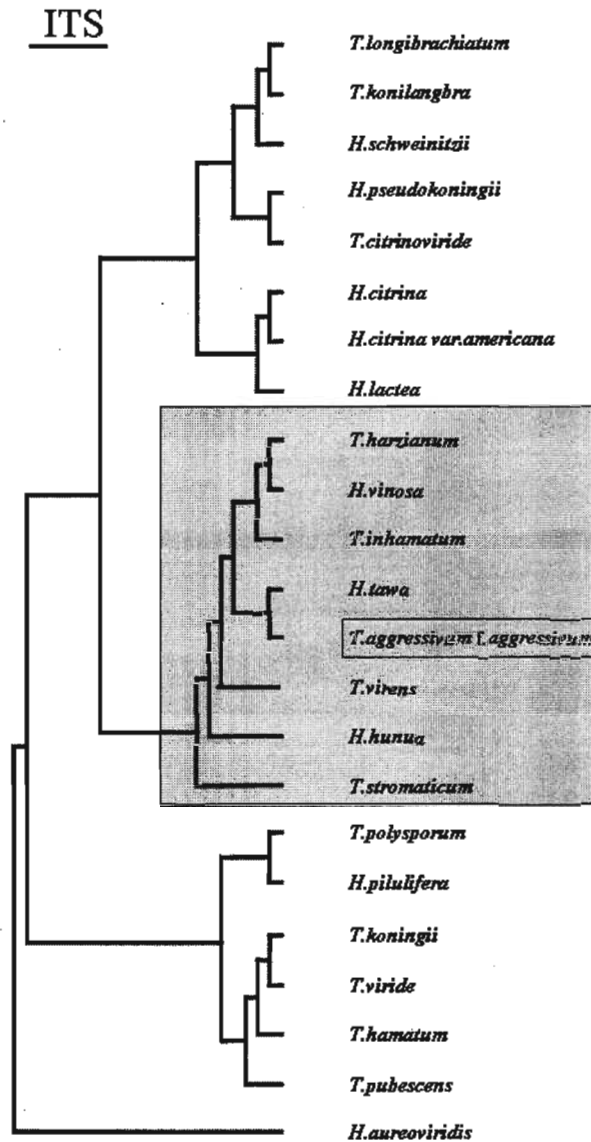 ITS
T.longibrachiatum
T.konilangbra
H.schweinitzii
H.pseudokoningii
T.citrinoviride
H.citrina
H.citrina var.americana
H.lactea
T.harzianum
H.vinosa
T.inhamatum
H.tawa
T.aggressivum f.aggressivum
T.virens
H.hunua
T.stromaticum
T.polysporum
H.pilulifera
T.koningii
T.viride
T.hamatum
T.pubescens
H.aureoviridis